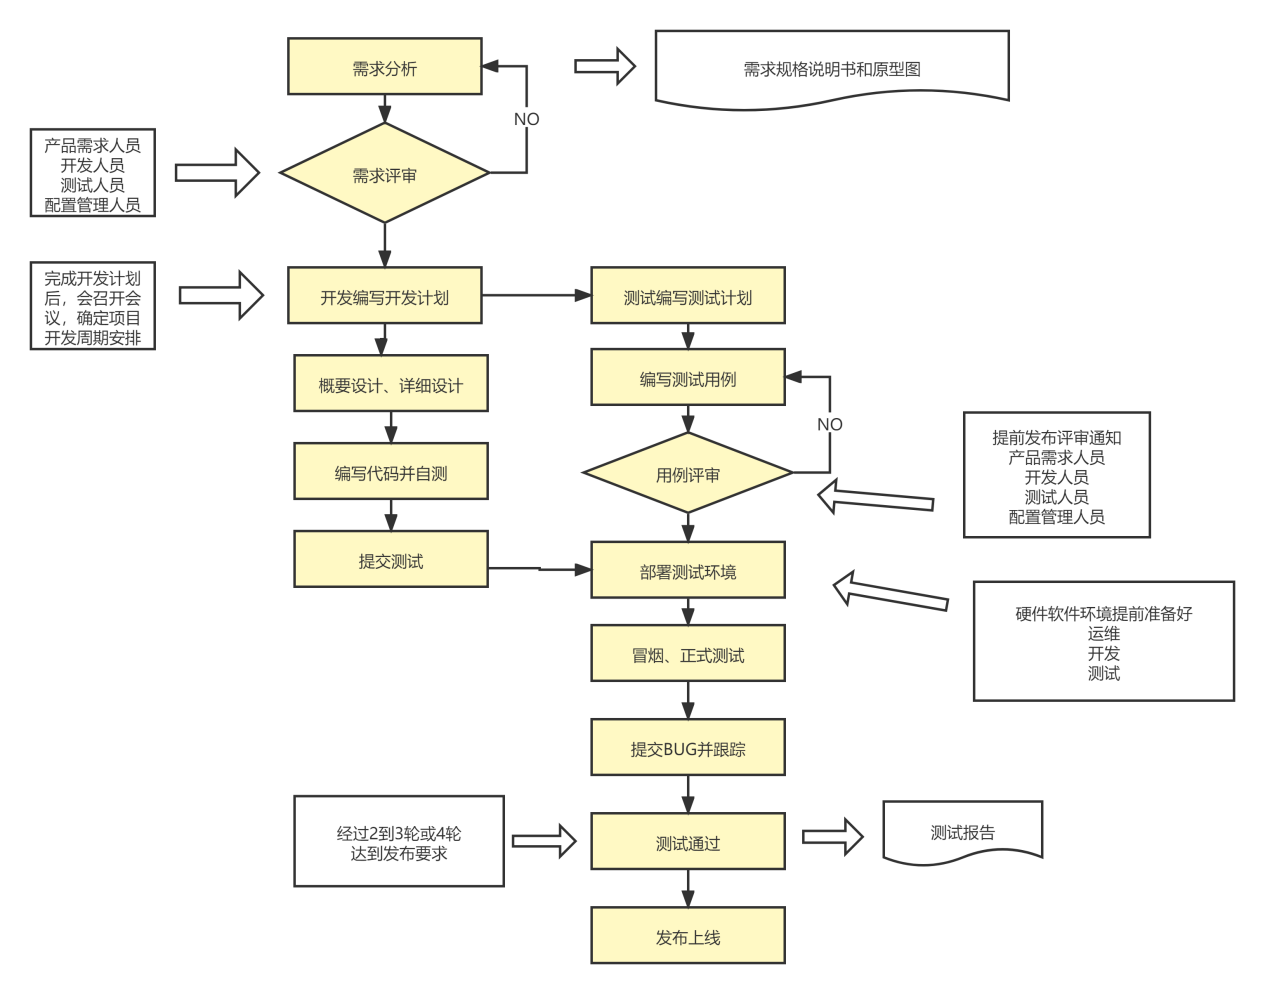 需求分析
需求规格说明书和原型图
NO
产品需求人员
开发人员
测试人员
配置管理人员
需求评审
完成开发计划
后，会召开会
议，确定项目
开发周期安排
开发编写开发计划
测试编写测试计划
概要设计、详细设计
编写测试用例
NO
编写代码并自测
用例评审
提前发布评审通知
产品需求人员
开发人员
测试人员
配置管理人员
提交测试
部署测试环境
硬件软件环境提前准备好
运维
开发
测试
冒烟、正式测试
提交BUG并跟踪
经过2到3轮或4轮
达到发布要求
测试通过
测试报告
发布上线